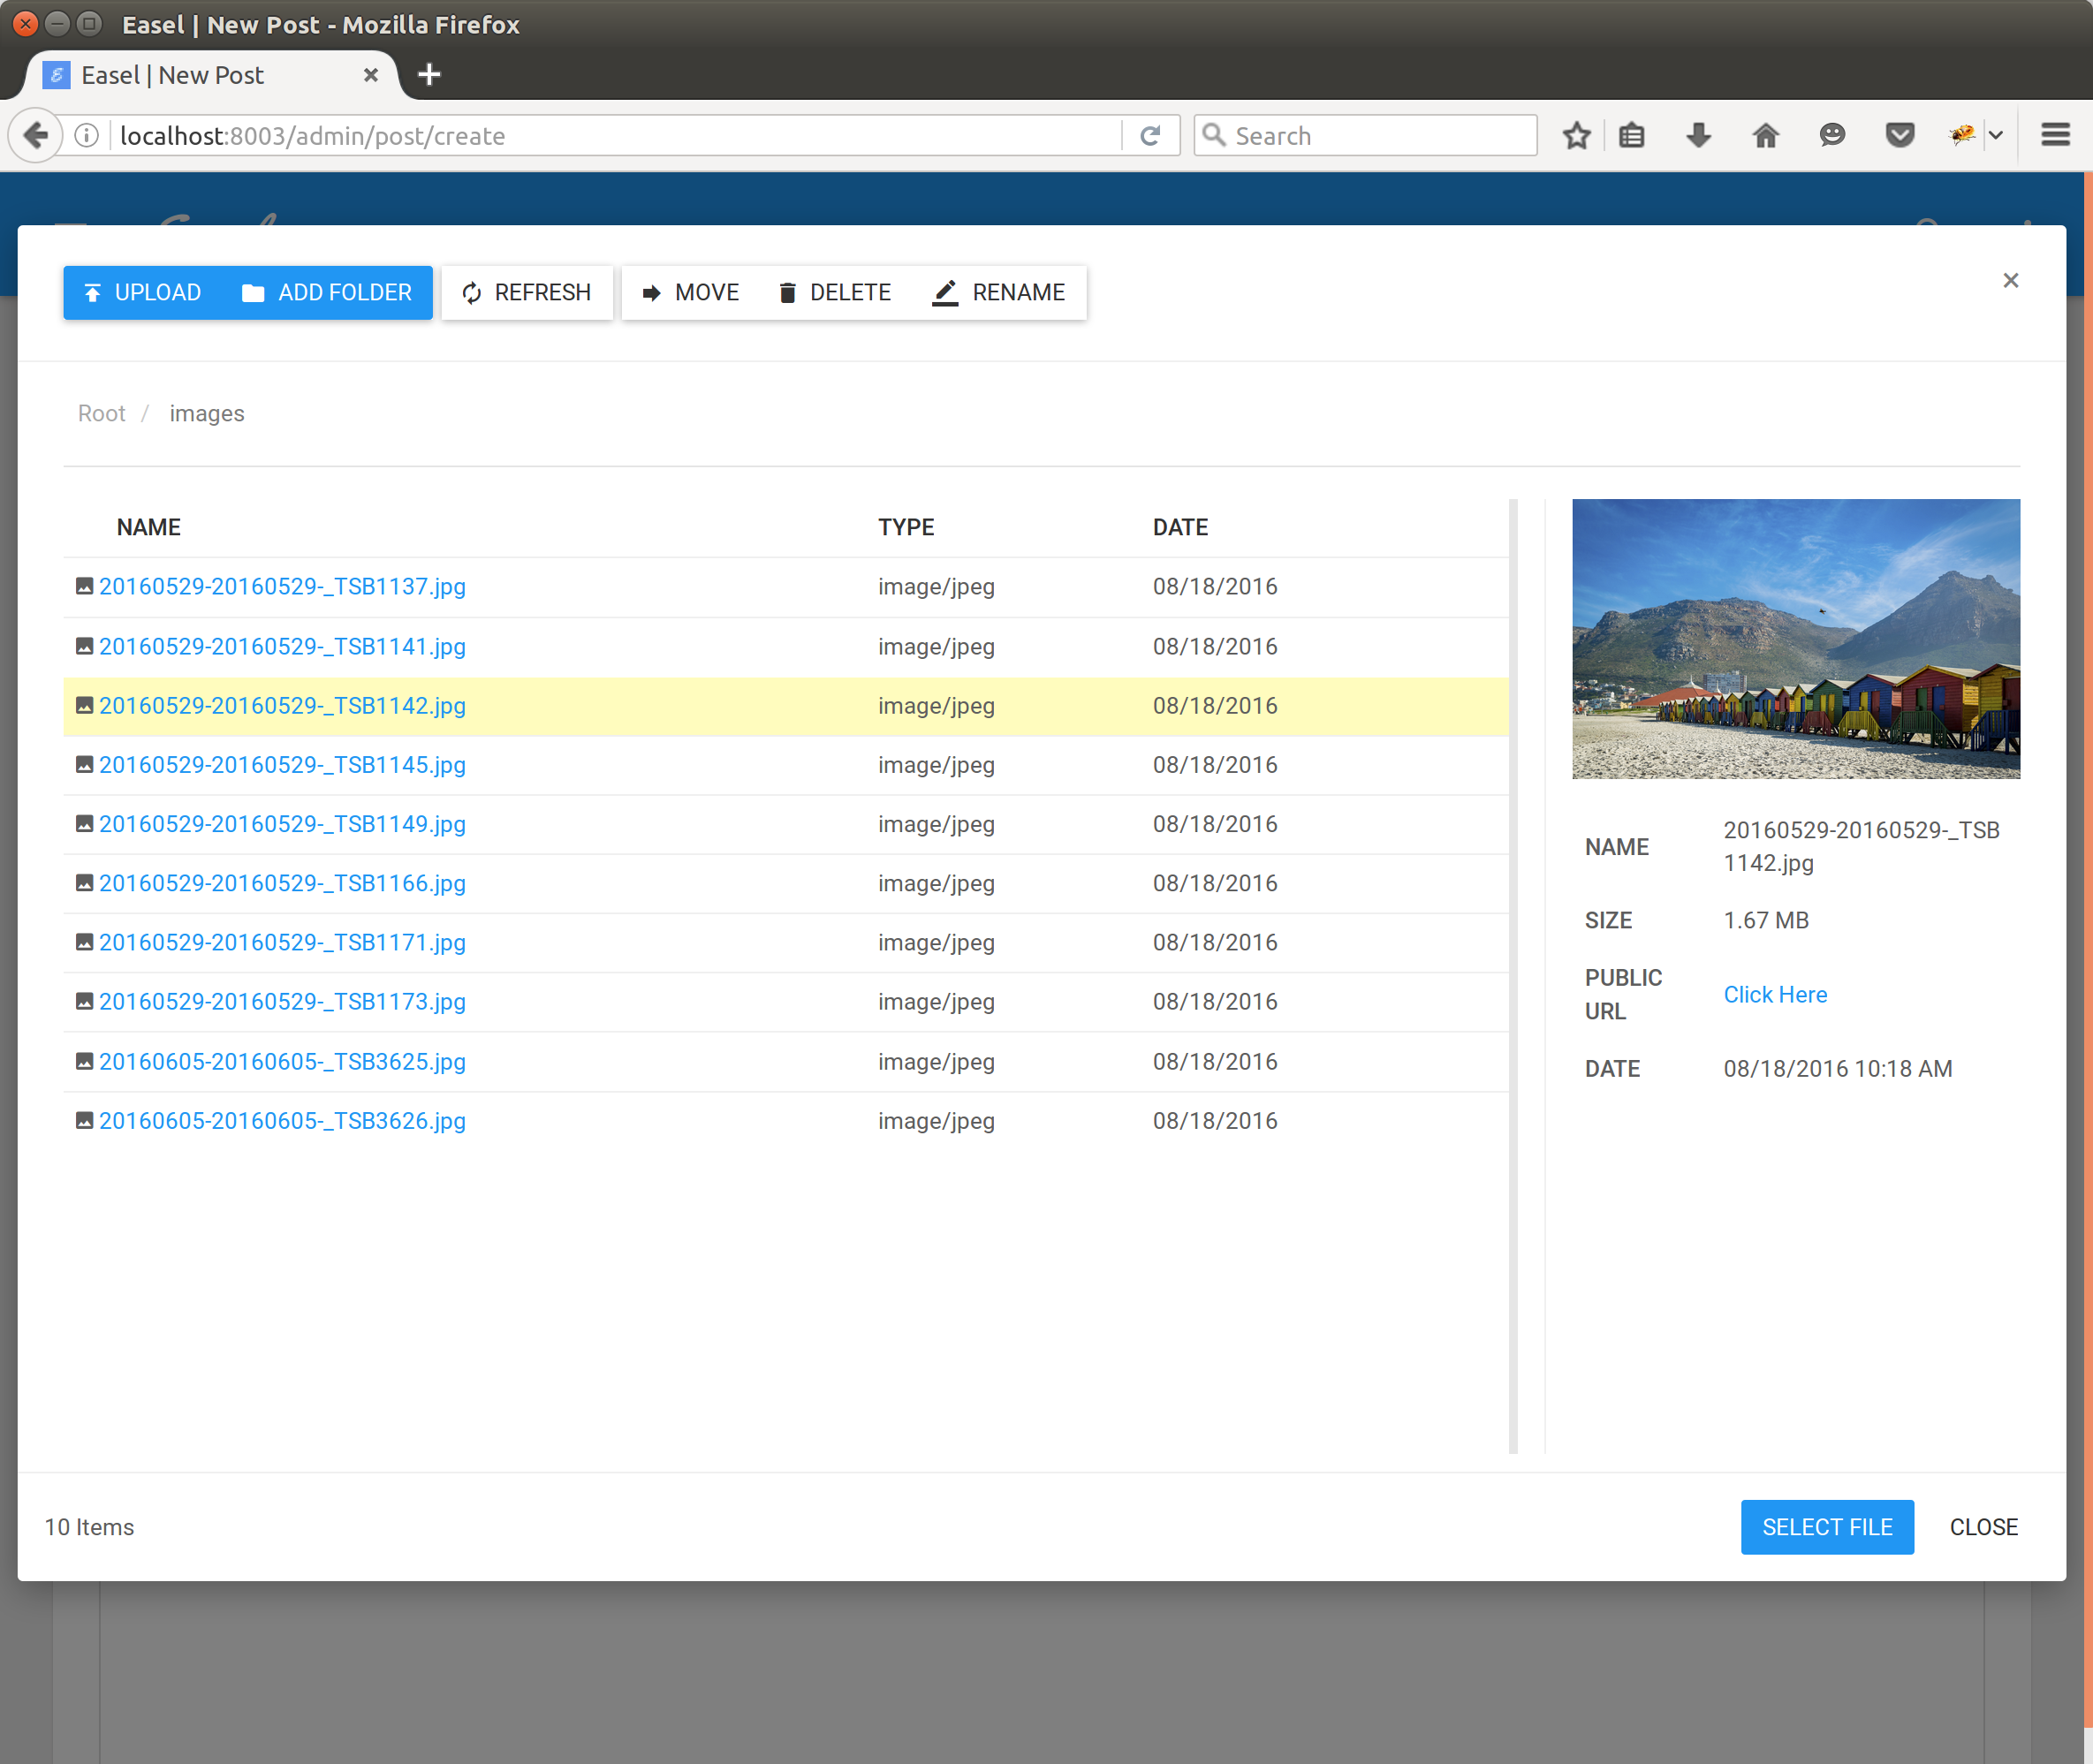 Easel | New Post - Mozilla Firefox
Easel | New Post
localhost:8003/admin/post/create
Search
UPLOAD ADD FOLDER REFRESH MOVE DELETE RENAME
Root / images
NAME TYPE DATE
20160529-20160529-_TSB1137.jpg image/jpeg 08/18/2016
20160529-20160529-_TSB1141.jpg image/jpeg 08/18/2016
20160529-20160529-_TSB1142.jpg image/jpeg 08/18/2016
20160529-20160529-_TSB1145.jpg image/jpeg 08/18/2016
20160529-20160529-_TSB1149.jpg image/jpeg 08/18/2016
20160529-20160529-_TSB1166.jpg image/jpeg 08/18/2016
20160529-20160529-_TSB1171.jpg image/jpeg 08/18/2016
20160529-20160529-_TSB1173.jpg image/jpeg 08/18/2016
20160605-20160605-_TSB3625.jpg image/jpeg 08/18/2016
20160605-20160605-_TSB3626.jpg image/jpeg 08/18/2016
NAME 20160529-20160529-_TSB
1142.jpg
SIZE 1.67 MB
PUBLIC
URL
Click Here
DATE 08/18/2016 10:18 AM
10 Items
SELECT FILE CLOSE